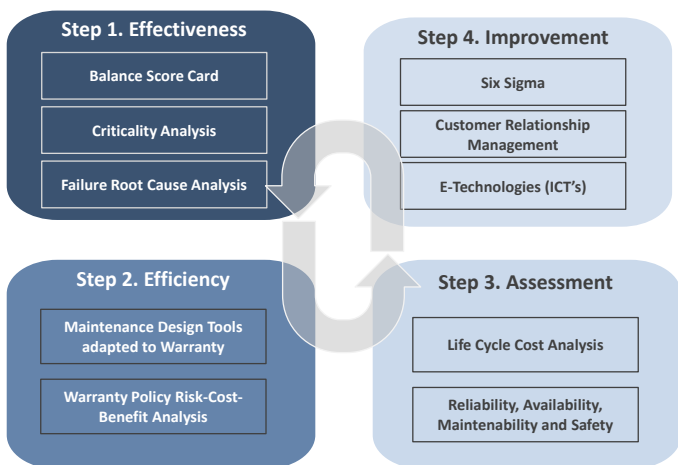 Step 1. Effectiveness
Balance Score Card
Criticality Analysis
Failure Root Cause Analysis
Step 4. Improvement
Six Sigma
Customer Relationship
Management
E-Technologies (ICT's)
Step 2. Efficiency
Maintenance Design Tools
adapted to Warranty
Warranty Policy Risk-Cost-
Benefit Analysis
Step 3. Assessment
Life Cycle Cost Analysis
Reliability, Availability,
Maintenability and Safety